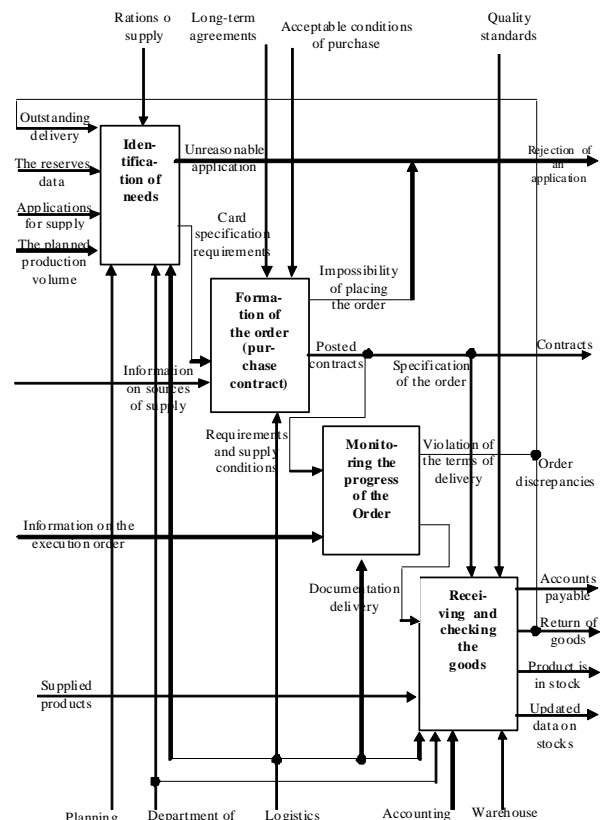 Rations o
supply
Long-term
agreements
Acceptable conditions
of purchase
Quality
standards
Outstanding
delivery
The reserves
data
Applications
for supply
The planned
production
volume
Iden-
tifica-
tion of
needs
Unreasonable
application
Rejection of
an
application
Card
specification
requirements
Impossibility
of placing
the order
Forma-
tion of
the order
(pur-
chase
contract)
Posted
contracts
Specification
of the order
Contracts
Information
on sources
of supply
Requirements
and supply
conditions
Monito-
ring the
progress
of the
Order
Violation of
the terms of
delivery
Order
discrepancies
Information on the
execution order
Documentation
delivery
Recei-
ving and
checking
the
goods
Accounts
payable
Return of
goods
Product is
in stock
Updated
data on
stocks
Supplied
products
Planning
Department of
Logistics
Accounting
Warehouse